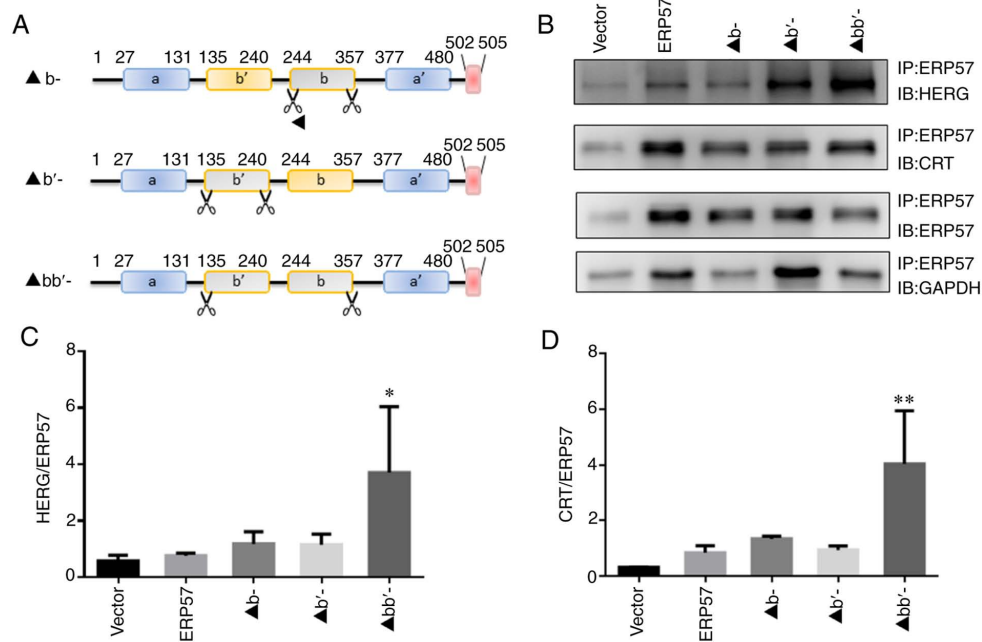 A
1 27 131 135 240 244 357 377 480 502 505
▲b-
a b′ b a′
1 27 131 135 240 244 357 377 480 502 505
▲b′-
a b′ b a′
1 27 131 135 240 244 357 377 480 502 505
▲bb′-
a b′ b a′
B
Vector ERP57 ▲b- ▲b′- ▲bb′-
IP:ERP57
IB:HERG
IP:ERP57
IB:CRT
IP:ERP57
IB:ERP57
IP:ERP57
IB:GAPDH
C
HERG/ERP57
8
6
4
2
0
*
Vector ERP57 ▲b- ▲b′- ▲bb′-
D
CRT/ERP57
8
6
4
2
0
**
Vector ERP57 ▲b- ▲b′- ▲bb′-